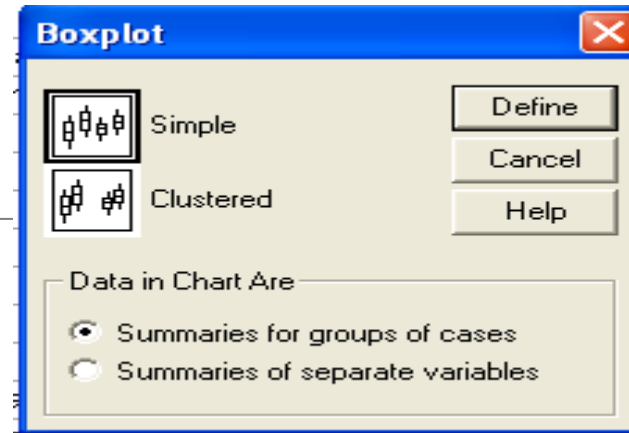 Boxplot
Simple
Clustered
Define
Cancel
Help
Data in Chart Are
Summaries for groups of cases
Summaries of separate variables